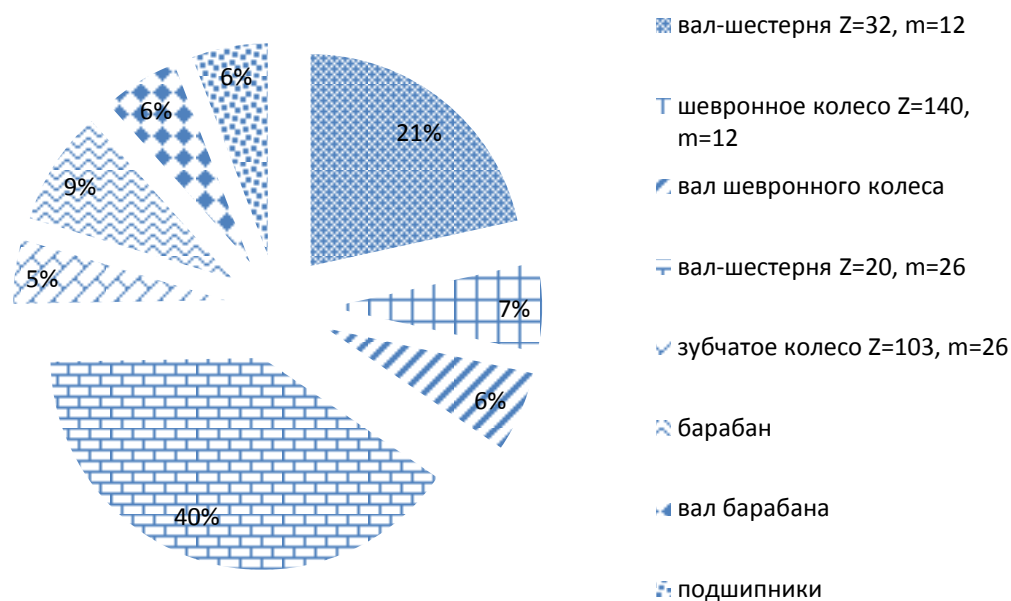 6%
6%
21%
9%
5%
7%
6%
40%
вал-шестерня Z=32, m=12
шевронное колесо Z=140,
m=12
вал шевронного колеса
вал-шестерня Z=20, m=26
зубчатое колесо Z=103, m=26
барабан
вал барабана
подшипники